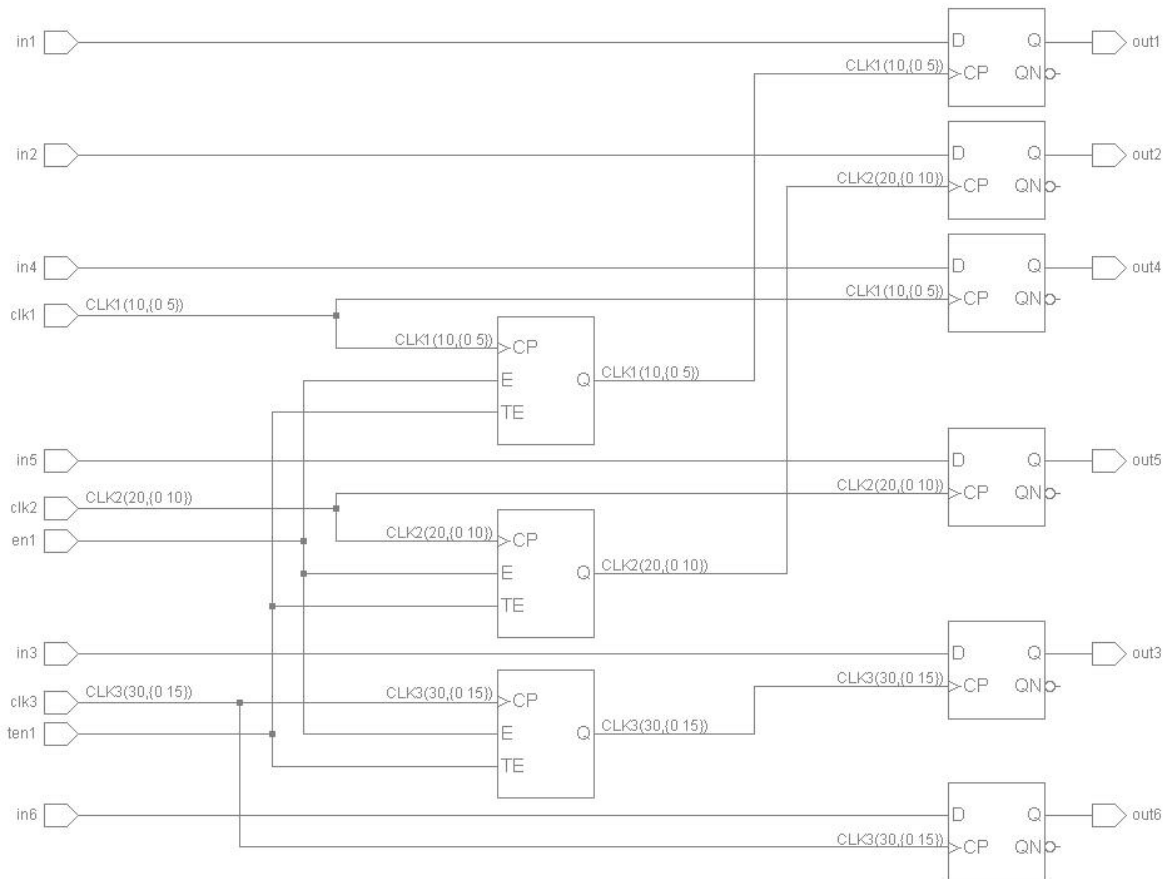 in1 D Q out1
CLK1(10,{0 5}) CP QN
in2 D Q out2
CLK2(20,{0 10}) CP QN
in4 D Q out4
clk1 CLK1(10,{0 5}) CLK1(10,{0 5}) CP QN
CLK1(10,{0 5}) CP
E Q CLK1(10,{0 5})
TE
in5 D Q out5
clk2 CLK2(20,{0 10}) CLK2(20,{0 10}) CP QN
en1 CLK2(20,{0 10}) CP
E Q CLK2(20,{0 10})
TE
in3 D Q out3
clk3 CLK3(30,{0 15}) CLK3(30,{0 15}) CP CLK3(30,{0 15}) CP QN
ten1 E Q CLK3(30,{0 15})
TE
in6 D Q out6
CLK3(30,{0 15}) CP QN